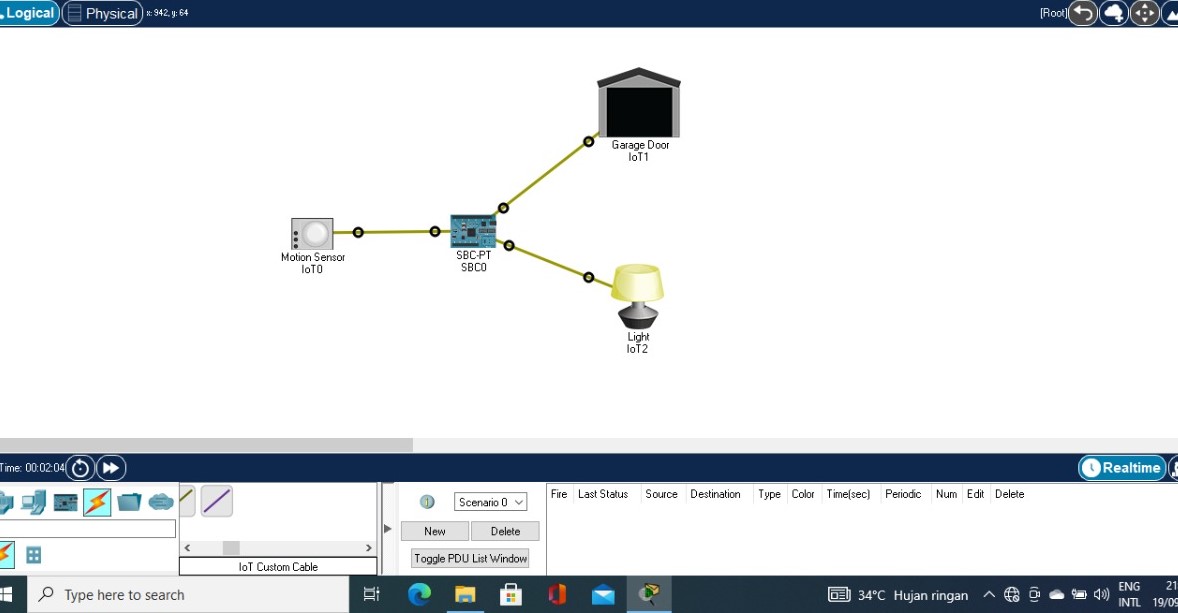 Logical Physical x: 942, y: 64 [Root]
Garage Door
IoT1
Motion Sensor
IoT0
SBC-PT
SBC0
Light
IoT2
Time: 00:02:04 Realtime
Scenario 0
New Delete
Toggle PDU List Window
Fire Last Status Source Destination Type Color Time(sec) Periodic Num Edit Delete
IoT Custom Cable
Type here to search
34°C Hujan ringan
ENG
INTL
21
19/09